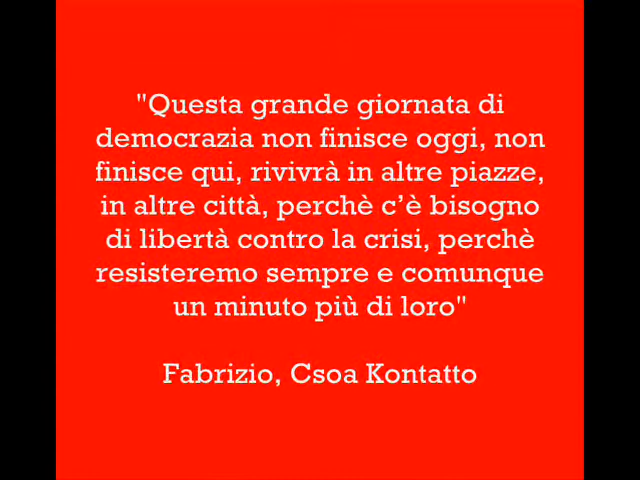 "Questa grande giornata di
democrazia non finisce oggi, non
finisce qui, rivivrà in altre piazze,
in altre città, perchè c’è bisogno
di libertà contro la crisi, perchè
resisteremo sempre e comunque
un minuto più di loro"
Fabrizio, Csoa Kontatto